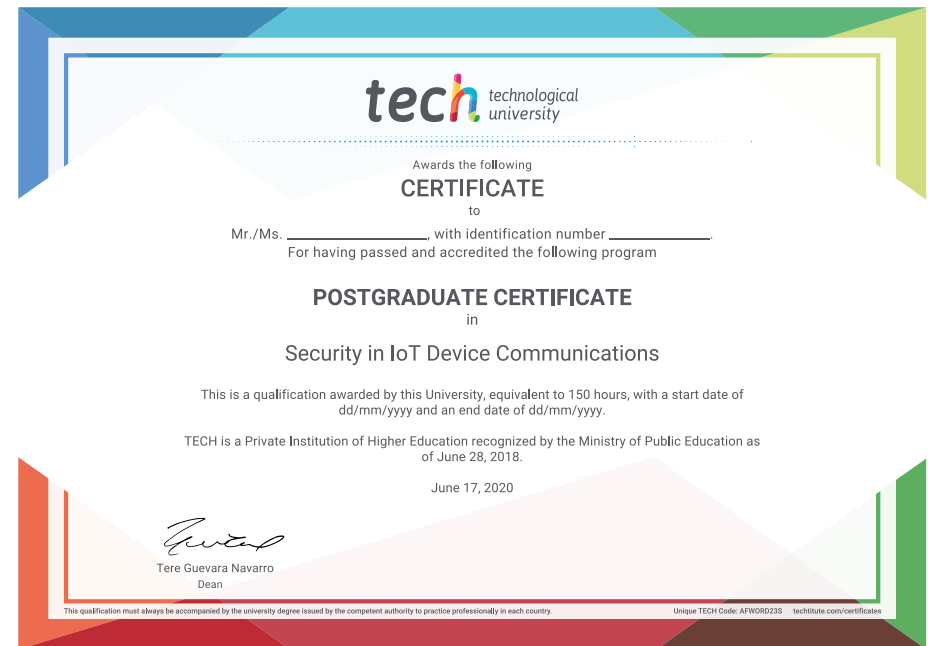 tech technological
university
Awards the following
CERTIFICATE
to
Mr./Ms. ____________________, with identification number ______________.
For having passed and accredited the following program
POSTGRADUATE CERTIFICATE
in
Security in IoT Device Communications
This is a qualification awarded by this University, equivalent to 150 hours, with a start date of
dd/mm/yyyy and an end date of dd/mm/yyyy.
TECH is a Private Institution of Higher Education recognized by the Ministry of Public Education as
of June 28, 2018.
June 17, 2020
Tere Guevara Navarro
Dean
This qualification must always be accompanied by the university degree issued by the competent authority to practice professionally in each country. Unique TECH Code: AFWORD23S techtitute.com/certificates